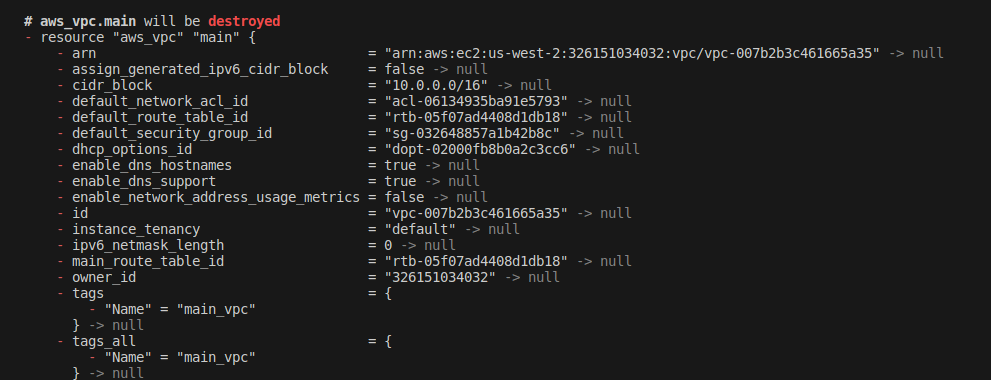 # aws_vpc.main will be destroyed
- resource "aws_vpc" "main" {
- arn = "arn:aws:ec2:us-west-2:326151034032:vpc/vpc-007b2b3c461665a35" -> null
- assign_generated_ipv6_cidr_block = false -> null
- cidr_block = "10.0.0.0/16" -> null
- default_network_acl_id = "acl-06134935ba91e5793" -> null
- default_route_table_id = "rtb-05f07ad4408d1db18" -> null
- default_security_group_id = "sg-032648857a1b42b8c" -> null
- dhcp_options_id = "dopt-02000fb8b0a2c3cc6" -> null
- enable_dns_hostnames = true -> null
- enable_dns_support = true -> null
- enable_network_address_usage_metrics = false -> null
- id = "vpc-007b2b3c461665a35" -> null
- instance_tenancy = "default" -> null
- ipv6_netmask_length = 0 -> null
- main_route_table_id = "rtb-05f07ad4408d1db18" -> null
- owner_id = "326151034032" -> null
- tags = {
- "Name" = "main_vpc"
} -> null
- tags_all = {
- "Name" = "main_vpc"
} -> null